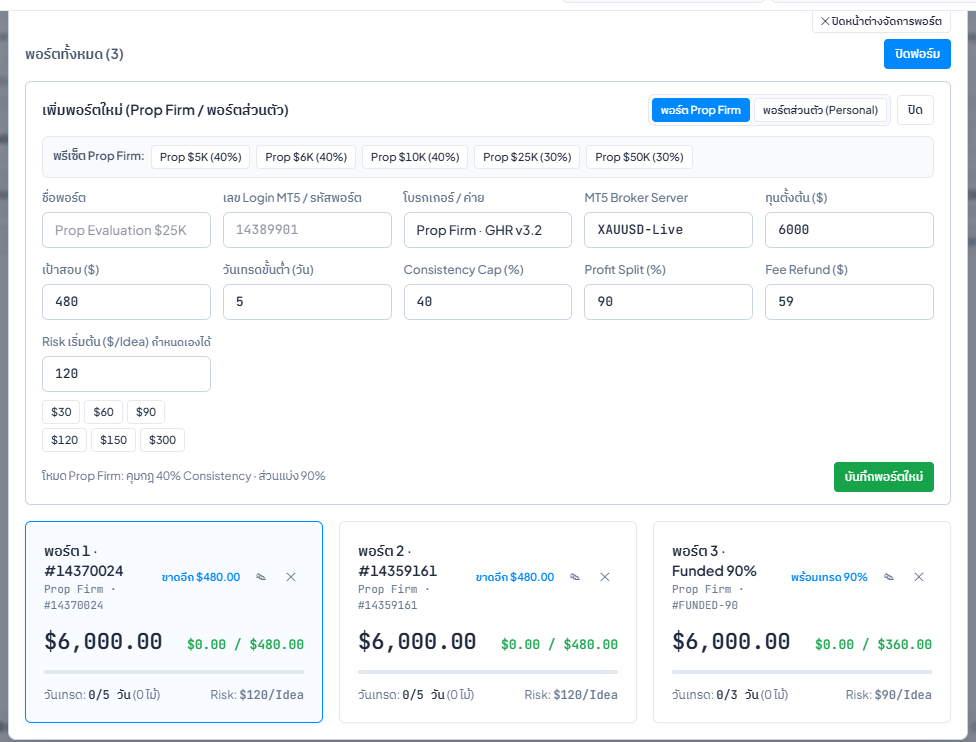 ปิดหน้าต่างจัดการพอร์ต
พอร์ตทั้งหมด (3)
ปิดฟอร์ม
เพิ่มพอร์ตใหม่ (Prop Firm / พอร์ตส่วนตัว)
พอร์ต Prop Firm
พอร์ตส่วนตัว (Personal)
ปิด
พรีเซ็ต Prop Firm: Prop $5K (40%) Prop $6K (40%) Prop $10K (40%) Prop $25K (30%) Prop $50K (30%)
ชื่อพอร์ต เลข Login MT5 / รหัสพอร์ต โบรกเกอร์ / ค่าย MT5 Broker Server ทุนตั้งต้น ($)
Prop Evaluation $25K 14389901 Prop Firm · GHR v3.2 XAUUSD-Live 6000
เป้าสอบ ($) วันเทรดขั้นต่ำ (วัน) Consistency Cap (%) Profit Split (%) Fee Refund ($)
480 5 40 90 59
Risk เริ่มต้น ($/Idea) กำหนดเองได้
120
$30 $60 $90
$120 $150 $300
โหมด Prop Firm: คุมกฎ 40% Consistency · ส่วนแบ่ง 90%
บันทึกพอร์ตใหม่
พอร์ต 1 ·
#14370024
ขาดอีก $480.00
Prop Firm ·
#14370024
$6,000.00 $0.00 / $480.00
วันเทรด: 0/5 วัน (0 ไม้) Risk: $120/Idea
พอร์ต 2 ·
#14359161
ขาดอีก $480.00
Prop Firm ·
#14359161
$6,000.00 $0.00 / $480.00
วันเทรด: 0/5 วัน (0 ไม้) Risk: $120/Idea
พอร์ต 3 ·
Funded 90%
พร้อมเทรด 90%
Prop Firm ·
#FUNDED-90
$6,000.00 $0.00 / $360.00
วันเทรด: 0/3 วัน (0 ไม้) Risk: $90/Idea